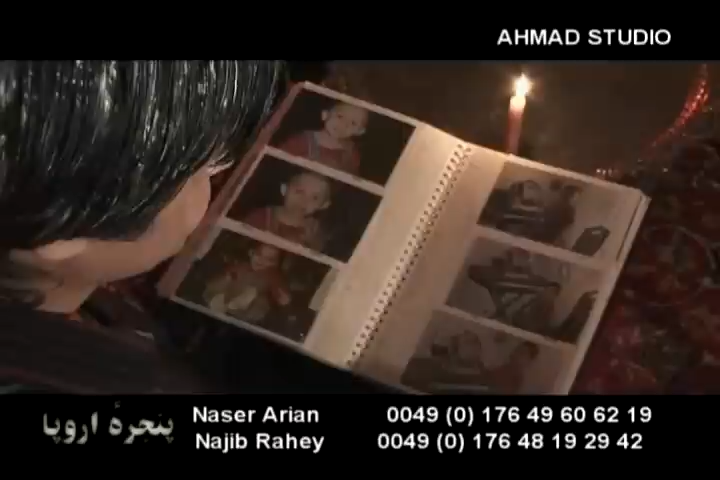 AHMAD STUDIO
پنجرۀ اروپا
Naser Arian 0049 (0) 176 49 60 62 19
Najib Rahey 0049 (0) 176 48 19 29 42